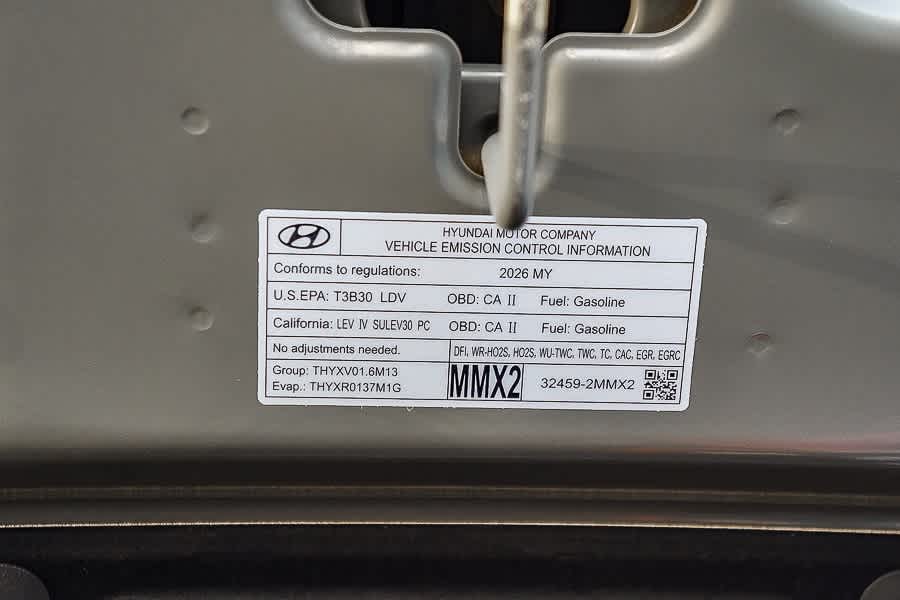 HYUNDAI MOTOR COMPANY
VEHICLE EMISSION CONTROL INFORMATION
Conforms to regulations: 2026 MY
U.S.EPA: T3B30 LDV OBD: CA II Fuel: Gasoline
California: LEV IV SULEV30 PC OBD: CA II Fuel: Gasoline
No adjustments needed.
DFI, WR-HO2S, HO2S, WU-TWC, TWC, TC, CAC, EGR, EGRC
Group: THYXV01.6M13
Evap.: THYXR0137M1G
MMX2
32459-2MMX2